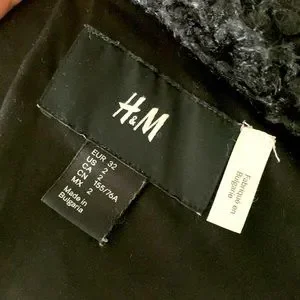 H&M
EUR 32
US 2
CA 2
CN 155/76A
MX 2
Made in
Bulgaria
Fabriqué en
Bulgarie